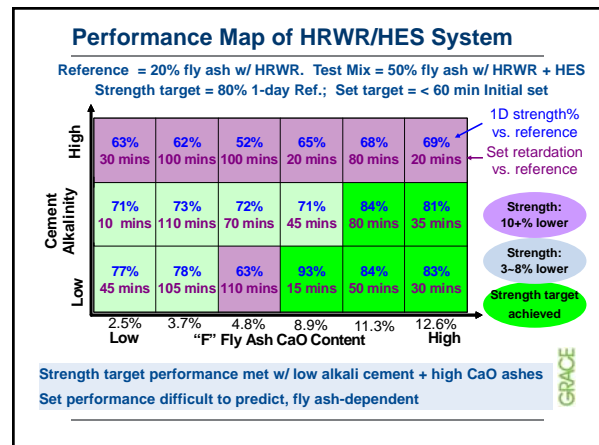 Performance Map of HRWR/HES System
Reference = 20% fly ash w/ HRWR. Test Mix = 50% fly ash w/ HRWR + HES
Strength target = 80% 1-day Ref.; Set target = < 60 min Initial set
High
63% 62% 52% 65% 68% 69%
30 mins 100 mins 100 mins 20 mins 80 mins 20 mins
1D strength%
vs. reference
Set retardation
vs. reference
Cement
Alkalinity
71% 73% 72% 71% 84% 81%
10 mins 110 mins 70 mins 45 mins 80 mins 35 mins
Strength:
10+% lower
Strength:
3~8% lower
Low
77% 78% 63% 93% 84% 83%
45 mins 105 mins 110 mins 15 mins 50 mins 30 mins
Strength target
achieved
2.5% 3.7% 4.8% 8.9% 11.3% 12.6%
Low "F" Fly Ash CaO Content High
Strength target performance met w/ low alkali cement + high CaO ashes
Set performance difficult to predict, fly ash-dependent
GRACE